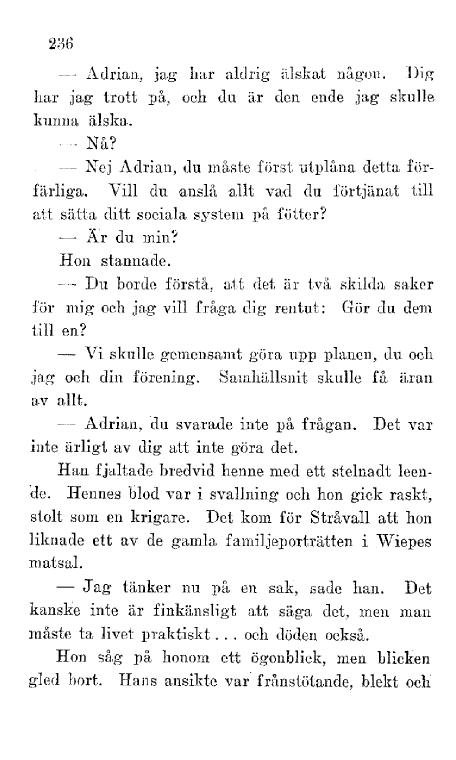 236
— Adrian, jag har aldrig älskat någon. Dig
har jag trott på, och du är den ende jag skulle
kunna älska.
— Nå?
— Nej Adrian, du måste först utplåna detta för-
färliga. Vill du anslå allt vad du förtjänat till
att sätta ditt sociala system på fötter?
— Är du min?
Hon stannade.
— Du borde förstå, att det är två skilda saker
för mig och jag vill fråga dig rentut: Gör du dem
till en?
— Vi skulle gemensamt göra upp planen, du och
jag och din förening. Samhällsnit skulle få äran
av allt.
— Adrian, du svarade inte på frågan. Det var
inte ärligt av dig att inte göra det.
Han fjältade bredvid henne med ett stelnadt leen-
de. Hennes blod var i svallning och hon gick raskt,
stolt som en krigare. Det kom för Stråvall att hon
liknade ett av de gamla familjeporträtten i Wiepes
matsal.
— Jag tänker nu på en sak, sade han. Det
kanske inte är finkänsligt att säga det, men man
måste ta livet praktiskt... och döden också.
Hon såg på honom ett ögonblick, men blicken
gled bort. Hans ansikte var frånstötande, blekt och